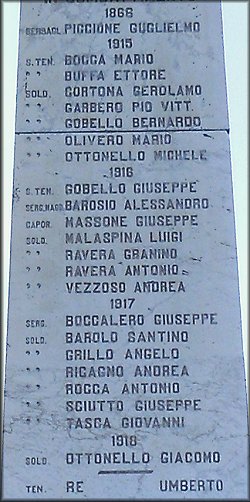 1866
BERSAGL. PICCIONE GUGLIELMO
1915
S. TEN. BOCCA MARIO
" " BUFFA ETTORE
SOLD. CORTONA GEROLAMO
" " GARBERO PIO VITT.
" " GOBELLO BERNARDO
" " OLIVERO MARIO
" " OTTONELLO MICHELE
1916
S. TEN. GOBELLO GIUSEPPE
SERG. MAGG. BAROSIO ALESSANDRO
CAPOR. MASSONE GIUSEPPE
SOLD. MALASPINA LUIGI
" " RAVERA GRANINO
" " RAVERA ANTONIO
" " VEZZOSO ANDREA
1917
SERG. BOCCALERO GIUSEPPE
SOLD. BAROLO SANTINO
" " GRILLO ANGELO
" " RICAGNO ANDREA
" " ROCCA ANTONIO
" " SCIUTTO GIUSEPPE
" " TASCA GIOVANNI
1918
SOLD. OTTONELLO GIACOMO
TEN. RE UMBERTO